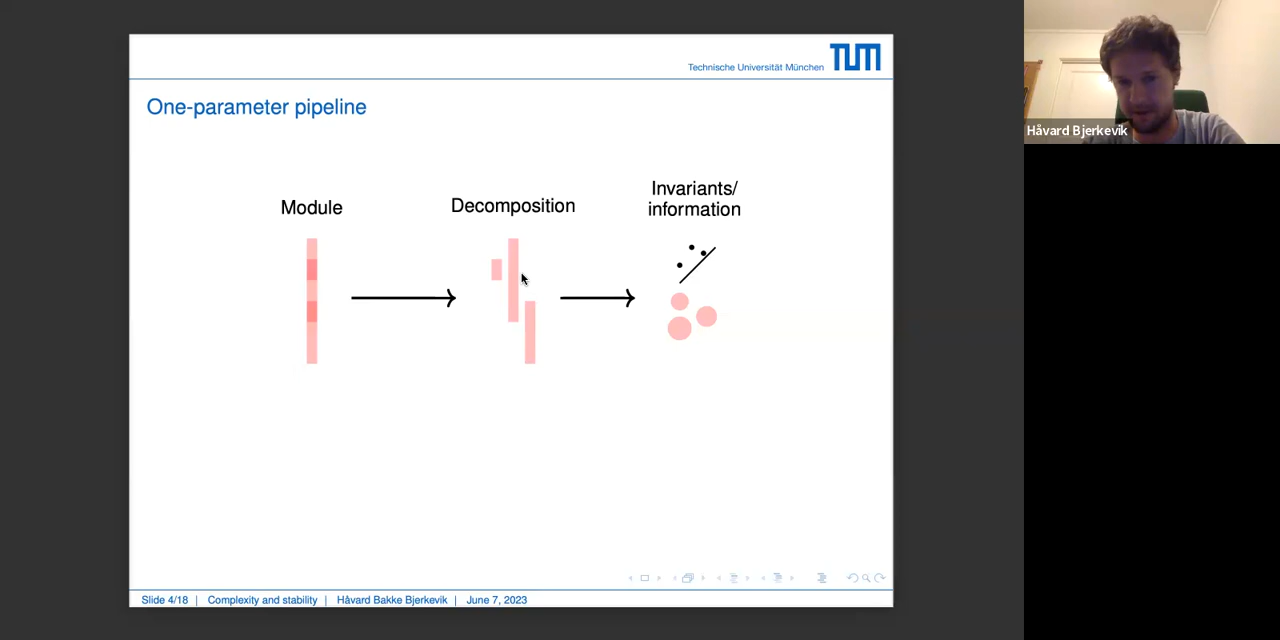 Technische Universität München TUM
One-parameter pipeline
Module
Decomposition
Invariants/
information
Slide 4/18 | Complexity and stability | Håvard Bakke Bjerkevik | June 7, 2023
Håvard Bjerkevik